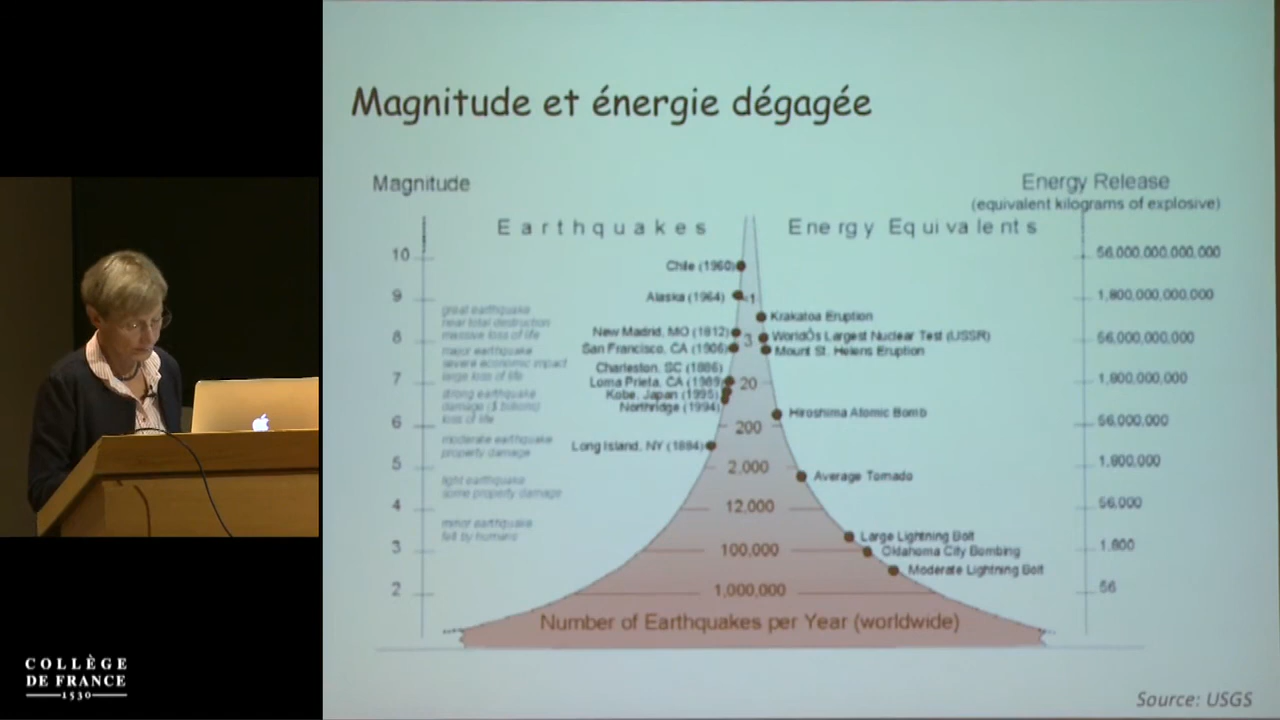 Magnitude et énergie dégagée
Magnitude
Energy Release
(equivalent kilograms of explosive)
Earthquakes
Energy Equivalents
10
9
8
7
6
5
4
3
2
great earthquake
near total destruction
massive loss of life
major earthquake
severe economic impact
large loss of life
strong earthquake
damage ($ billions)
loss of life
moderate earthquake
property damage
light earthquake
some property damage
minor earthquake
felt by humans
Chile (1960)
Alaska (1964)
New Madrid, MO (1812)
San Francisco, CA (1906)
Charleston, SC (1886)
Loma Prieta, CA (1989)
Kobe, Japan (1995)
Northridge (1994)
Long Island, NY (1884)
1
3
20
200
2,000
12,000
100,000
1,000,000
Number of Earthquakes per Year (worldwide)
Krakatoa Eruption
WorldÕs Largest Nuclear Test (USSR)
Mount St. Helens Eruption
Hiroshima Atomic Bomb
Average Tornado
Large Lightning Bolt
Oklahoma City Bombing
Moderate Lightning Bolt
56,000,000,000,000
1,800,000,000,000
56,000,000,000
1,800,000,000
56,000,000
1,800,000
56,000
1,800
56
Source: USGS
COLLÈGE
DE FRANCE
1530